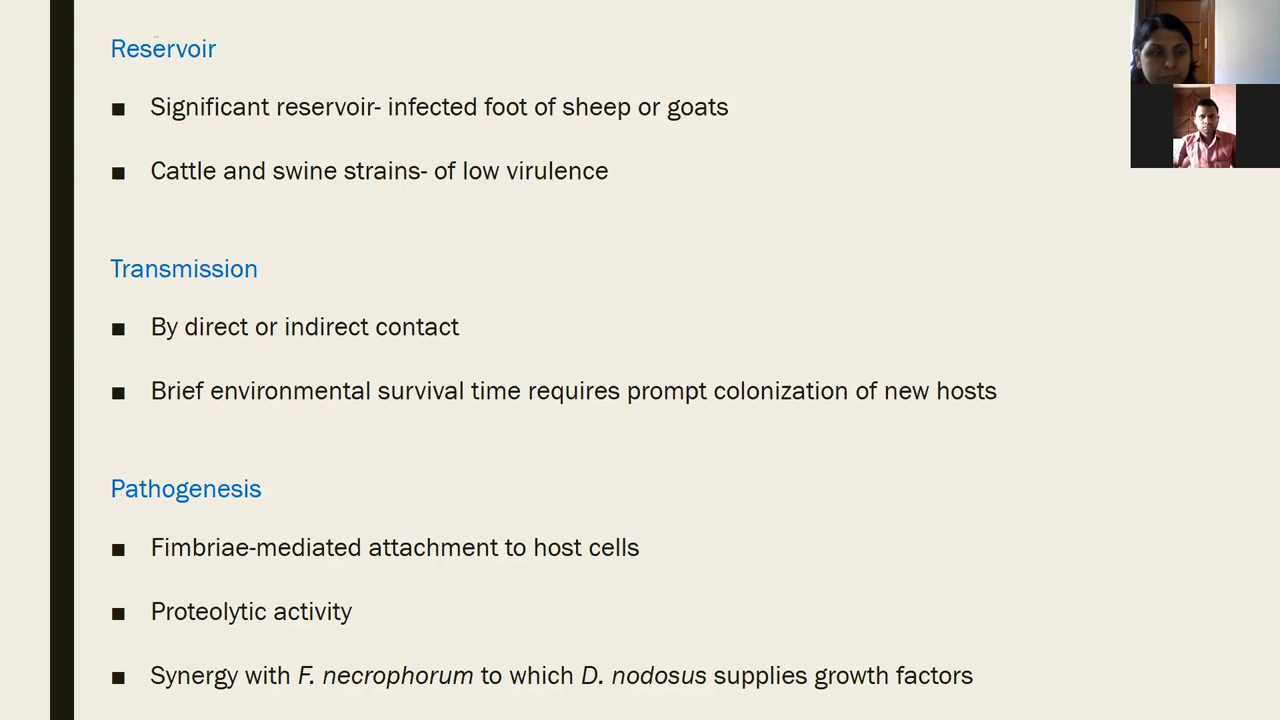 Reservoir
■ Significant reservoir- infected foot of sheep or goats
■ Cattle and swine strains- of low virulence
Transmission
■ By direct or indirect contact
■ Brief environmental survival time requires prompt colonization of new hosts
Pathogenesis
■ Fimbriae-mediated attachment to host cells
■ Proteolytic activity
■ Synergy with F. necrophorum to which D. nodosus supplies growth factors